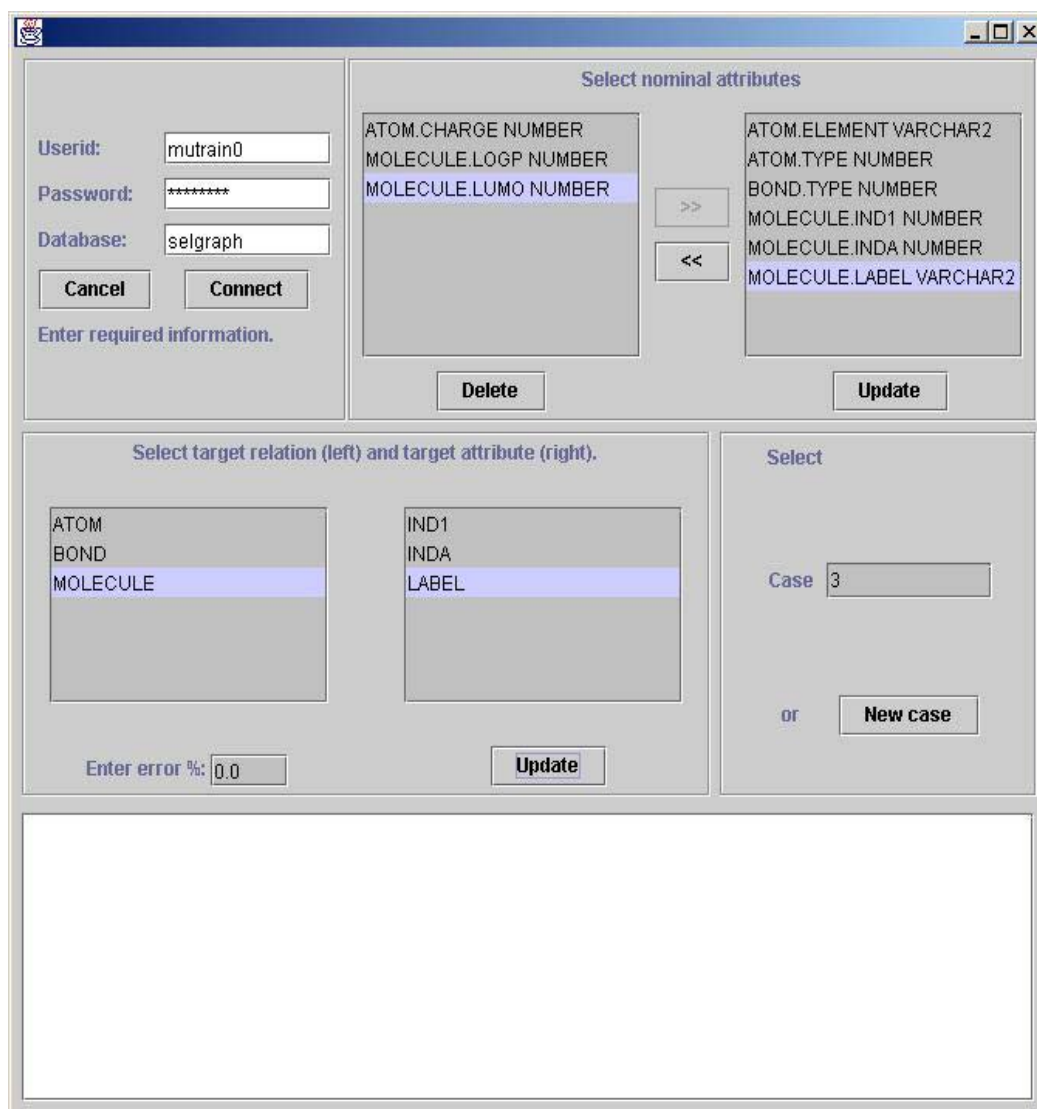 Select nominal attributes
Userid: mutrain0
Password: ********
Database: selgraph
Cancel Connect
Enter required information.
ATOM.CHARGE NUMBER
MOLECULE.LOGP NUMBER
MOLECULE.LUMO NUMBER
>>
<<
ATOM.ELEMENT VARCHAR2
ATOM.TYPE NUMBER
BOND.TYPE NUMBER
MOLECULE.IND1 NUMBER
MOLECULE.INDA NUMBER
MOLECULE.LABEL VARCHAR2
Delete
Update
Select target relation (left) and target attribute (right).
ATOM
BOND
MOLECULE
IND1
INDA
LABEL
Enter error %: 0.0
Update
Select
Case 3
or New case